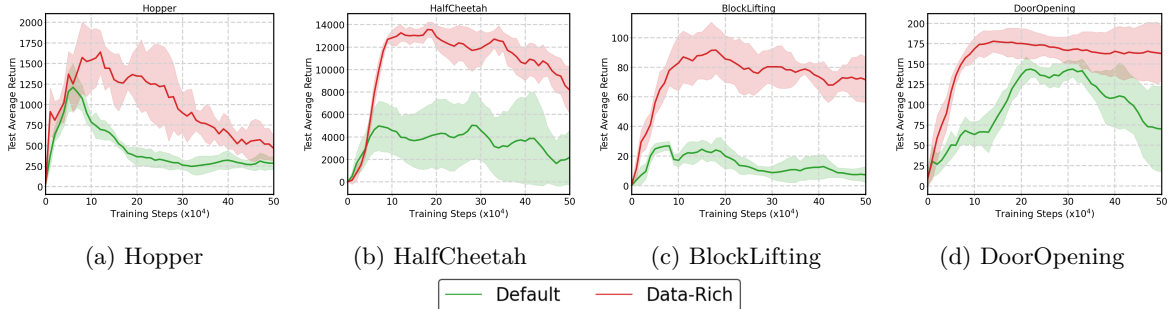 Hopper
HalfCheetah
BlockLifting
DoorOpening
Test Average Return
2000
1750
1500
1250
1000
750
500
250
0
0 10 20 30 40 50
Training Steps (x10⁴)
Test Average Return
14000
12000
10000
8000
6000
4000
2000
0
0 10 20 30 40 50
Training Steps (x10⁴)
Test Average Return
100
80
60
40
20
0
0 10 20 30 40 50
Training Steps (x10⁴)
Test Average Return
200
175
150
125
100
75
50
25
0
0 10 20 30 40 50
Training Steps (x10⁴)
(a) Hopper
(b) HalfCheetah
(c) BlockLifting
(d) DoorOpening
Default Data-Rich